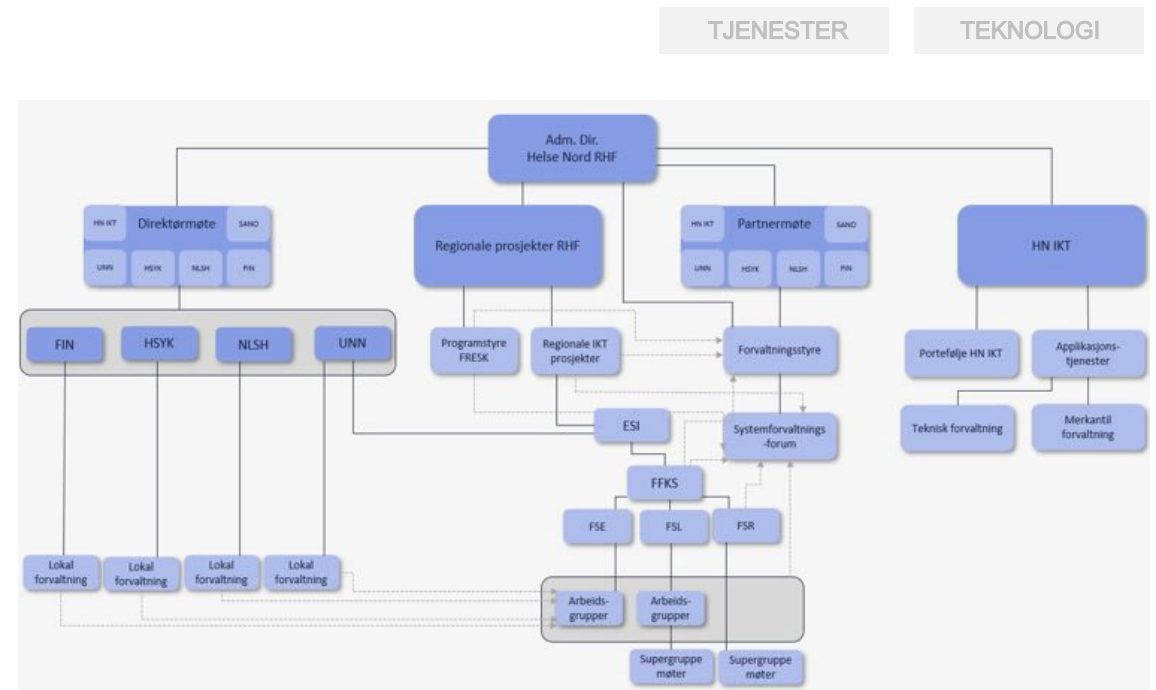 TJENESTER
TEKNOLOGI
Adm. Dir.
Helse Nord RHF
HN IKT
Direktørmøte
SANO
UNN
HSYK
NLSH
FIN
Regionale prosjekter RHF
HN IKT
Partnermøte
SANO
UNN
HSYK
NLSH
FIN
HN IKT
FIN
HSYK
NLSH
UNN
Programstyre
FRESK
Regionale IKT
prosjekter
Forvaltningsstyre
Portefølje HN IKT
Applikasjons-
tjenester
ESI
Systemforvaltnings
-forum
Teknisk forvaltning
Merkantil
forvaltning
FFKS
FSE
FSL
FSR
Lokal
forvaltning
Lokal
forvaltning
Lokal
forvaltning
Lokal
forvaltning
Arbeids-
grupper
Arbeids-
grupper
Supergruppe
møter
Supergruppe
møter